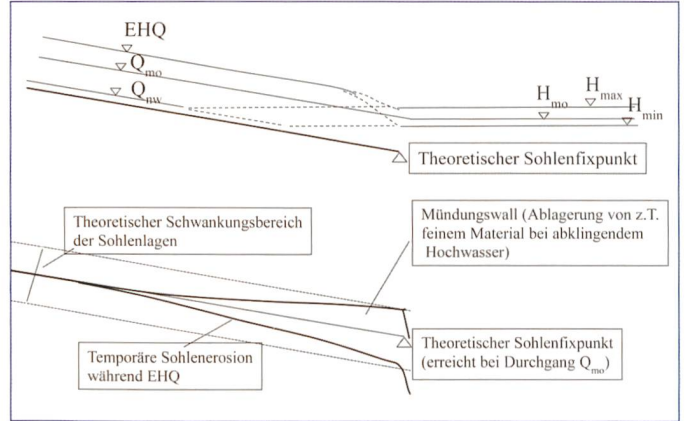 EHQ
Q_mo
Q_nw
H_mo
H_max
H_min
Theoretischer Sohlenfixpunkt
Theoretischer Schwankungsbereich
der Sohlenlagen
Mündungswall (Ablagerung von z.T.
feinem Material bei abklingendem
Hochwasser)
Temporäre Sohlenerosion
während EHQ
Theoretischer Sohlenfixpunkt
(erreicht bei Durchgang Q_mo)